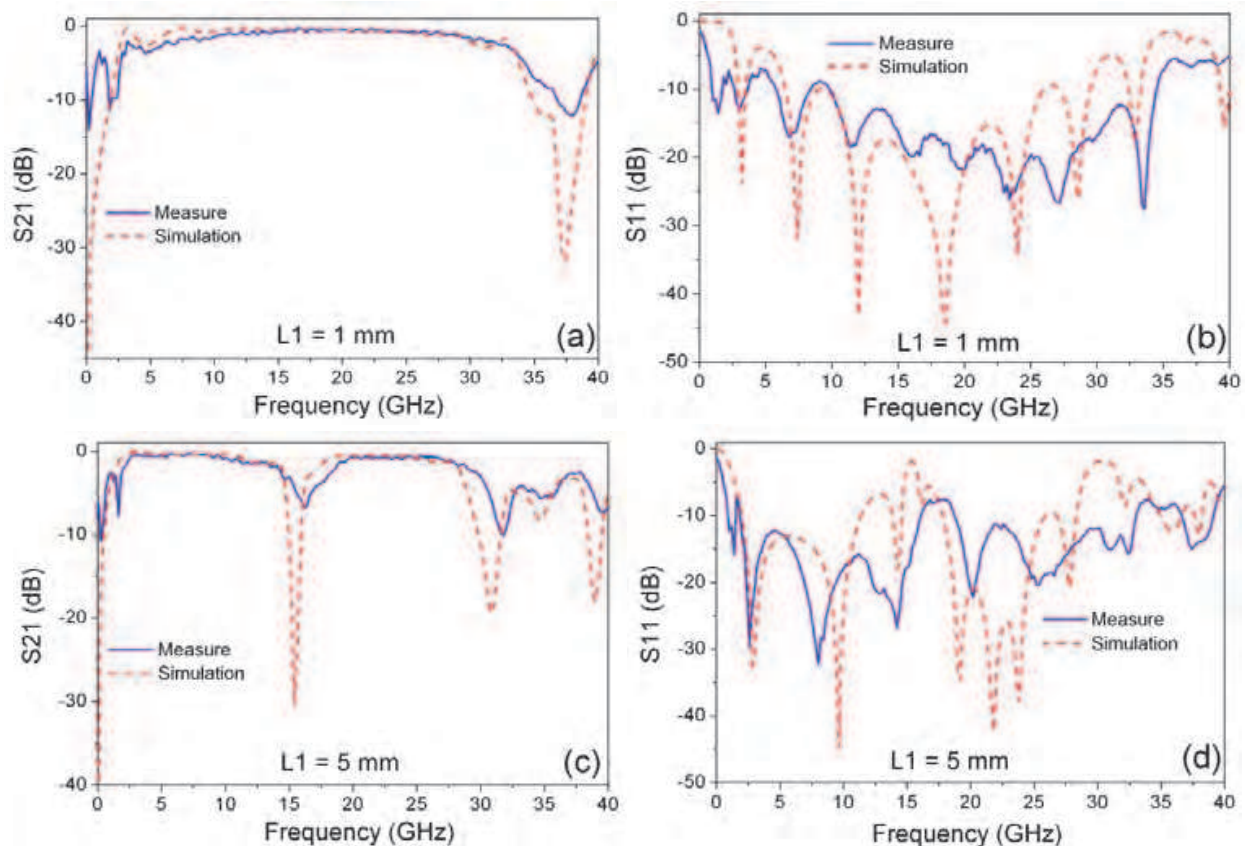 0
-10
-20
-30
-40
S21 (dB)
Measure
Simulation
L1 = 1 mm
(a)
0 5 10 15 20 25 30 35 40
Frequency (GHz)
0
-10
-20
-30
-40
-50
S11 (dB)
Measure
Simulation
L1 = 1 mm
(b)
0 5 10 15 20 25 30 35 40
Frequency (GHz)
0
-10
-20
-30
-40
S21 (dB)
Measure
Simulation
L1 = 5 mm
(c)
0 5 10 15 20 25 30 35 40
Frequency (GHz)
0
-10
-20
-30
-40
-50
S11 (dB)
Measure
Simulation
L1 = 5 mm
(d)
0 5 10 15 20 25 30 35 40
Frequency (GHz)